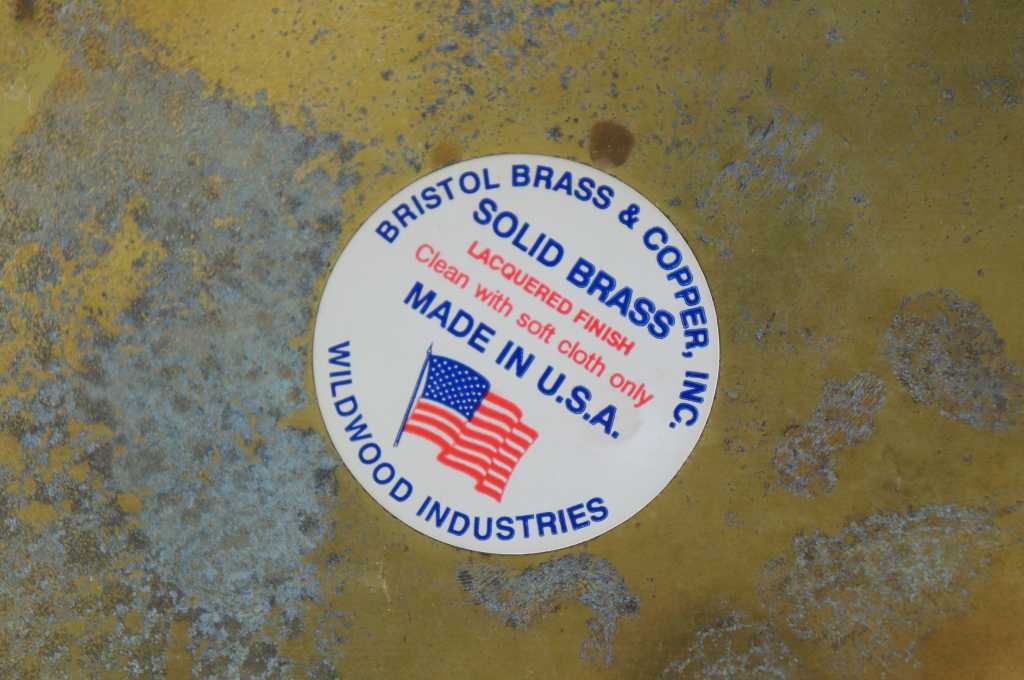 BRISTOL BRASS & COPPER, INC.
SOLID BRASS
LACQUERED FINISH
Clean with soft cloth only
MADE IN U.S.A.
WILDWOOD INDUSTRIES